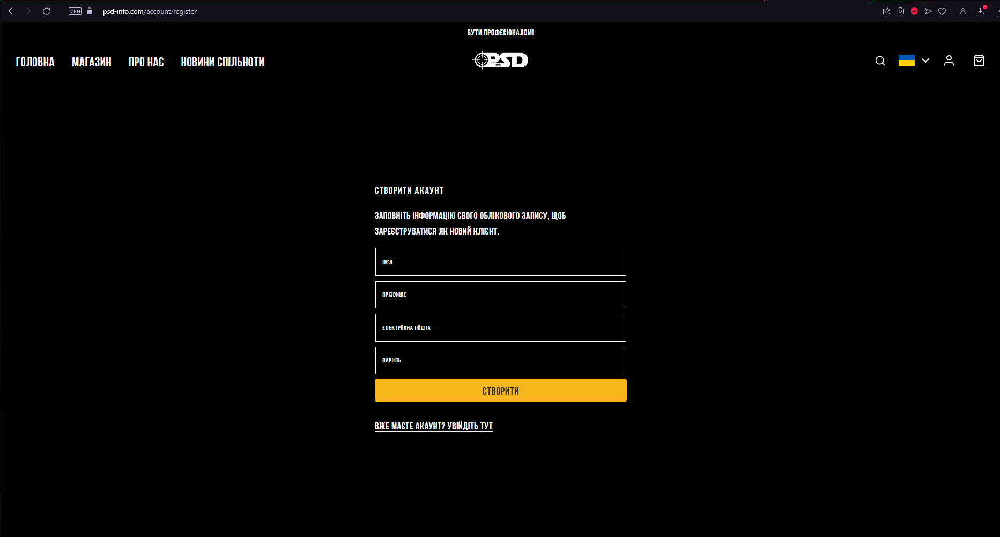 VPN
psd-info.com/account/register
БУТИ ПРОФЕСІОНАЛОМ!
ГОЛОВНА
МАГАЗИН
ПРО НАС
НОВИНИ СПІЛЬНОТИ
PSD
.INFO
СТВОРИТИ АКАУНТ
ЗАПОВНІТЬ ІНФОРМАЦІЮ СВОГО ОБЛІКОВОГО ЗАПИСУ, ЩОБ
ЗАРЕЄСТРУВАТИСЯ ЯК НОВИЙ КЛІЄНТ.
ІМ'Я
ПРІЗВИЩЕ
ЕЛЕКТРОННА ПОШТА
ПАРОЛЬ
СТВОРИТИ
ВЖЕ МАЄТЕ АКАУНТ? УВІЙДІТЬ ТУТ